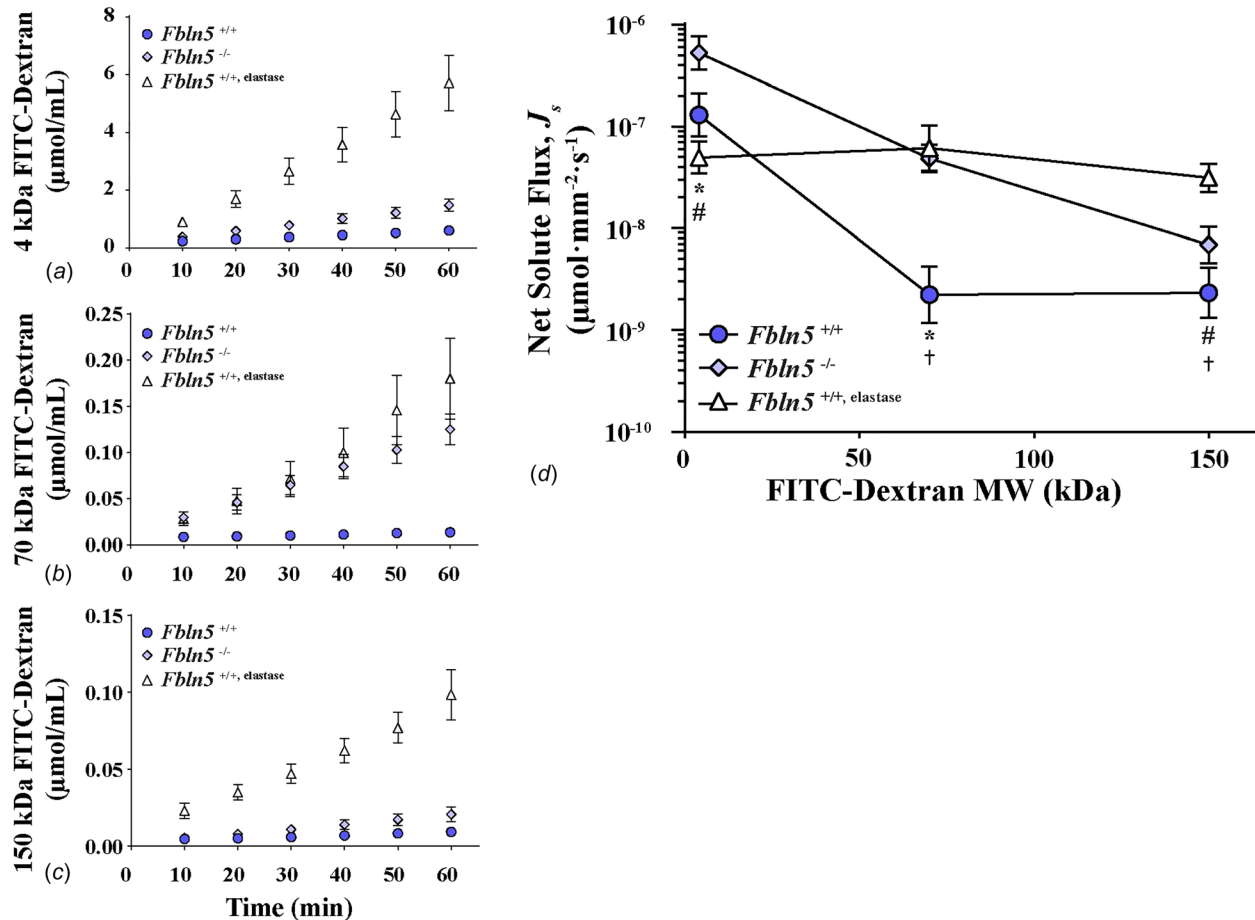 4 kDa FITC-Dextran
(µmol/mL)
8
6
4
2
0
Fbln5 +/+
Fbln5 -/-
Fbln5 +/+, elastase
0 10 20 30 40 50 60
(a)
70 kDa FITC-Dextran
(µmol/mL)
0.25
0.20
0.15
0.10
0.05
0.00
Fbln5 +/+
Fbln5 -/-
Fbln5 +/+, elastase
0 10 20 30 40 50 60
(b)
150 kDa FITC-Dextran
(µmol/mL)
0.15
0.10
0.05
0.00
Fbln5 +/+
Fbln5 -/-
Fbln5 +/+, elastase
0 10 20 30 40 50 60
(c)
Time (min)
Net Solute Flux, Js
(µmol·mm-2·s-1)
10-6
10-7
10-8
10-9
10-10
*
#
*
†
#
†
Fbln5 +/+
Fbln5 -/-
Fbln5 +/+, elastase
0 50 100 150
(d)
FITC-Dextran MW (kDa)